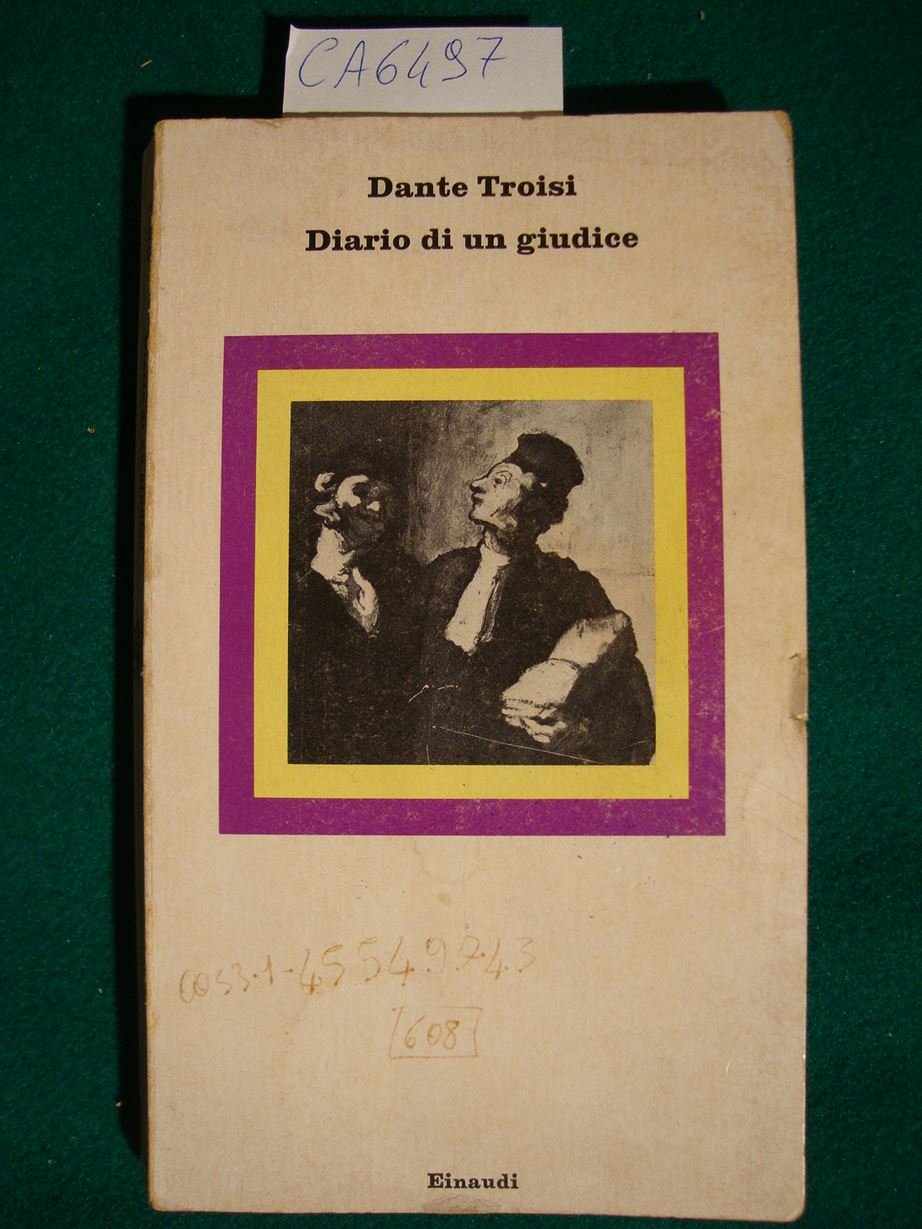 CA6497
Dante Troisi
Diario di un giudice
0033.1-45549743
608
Einaudi